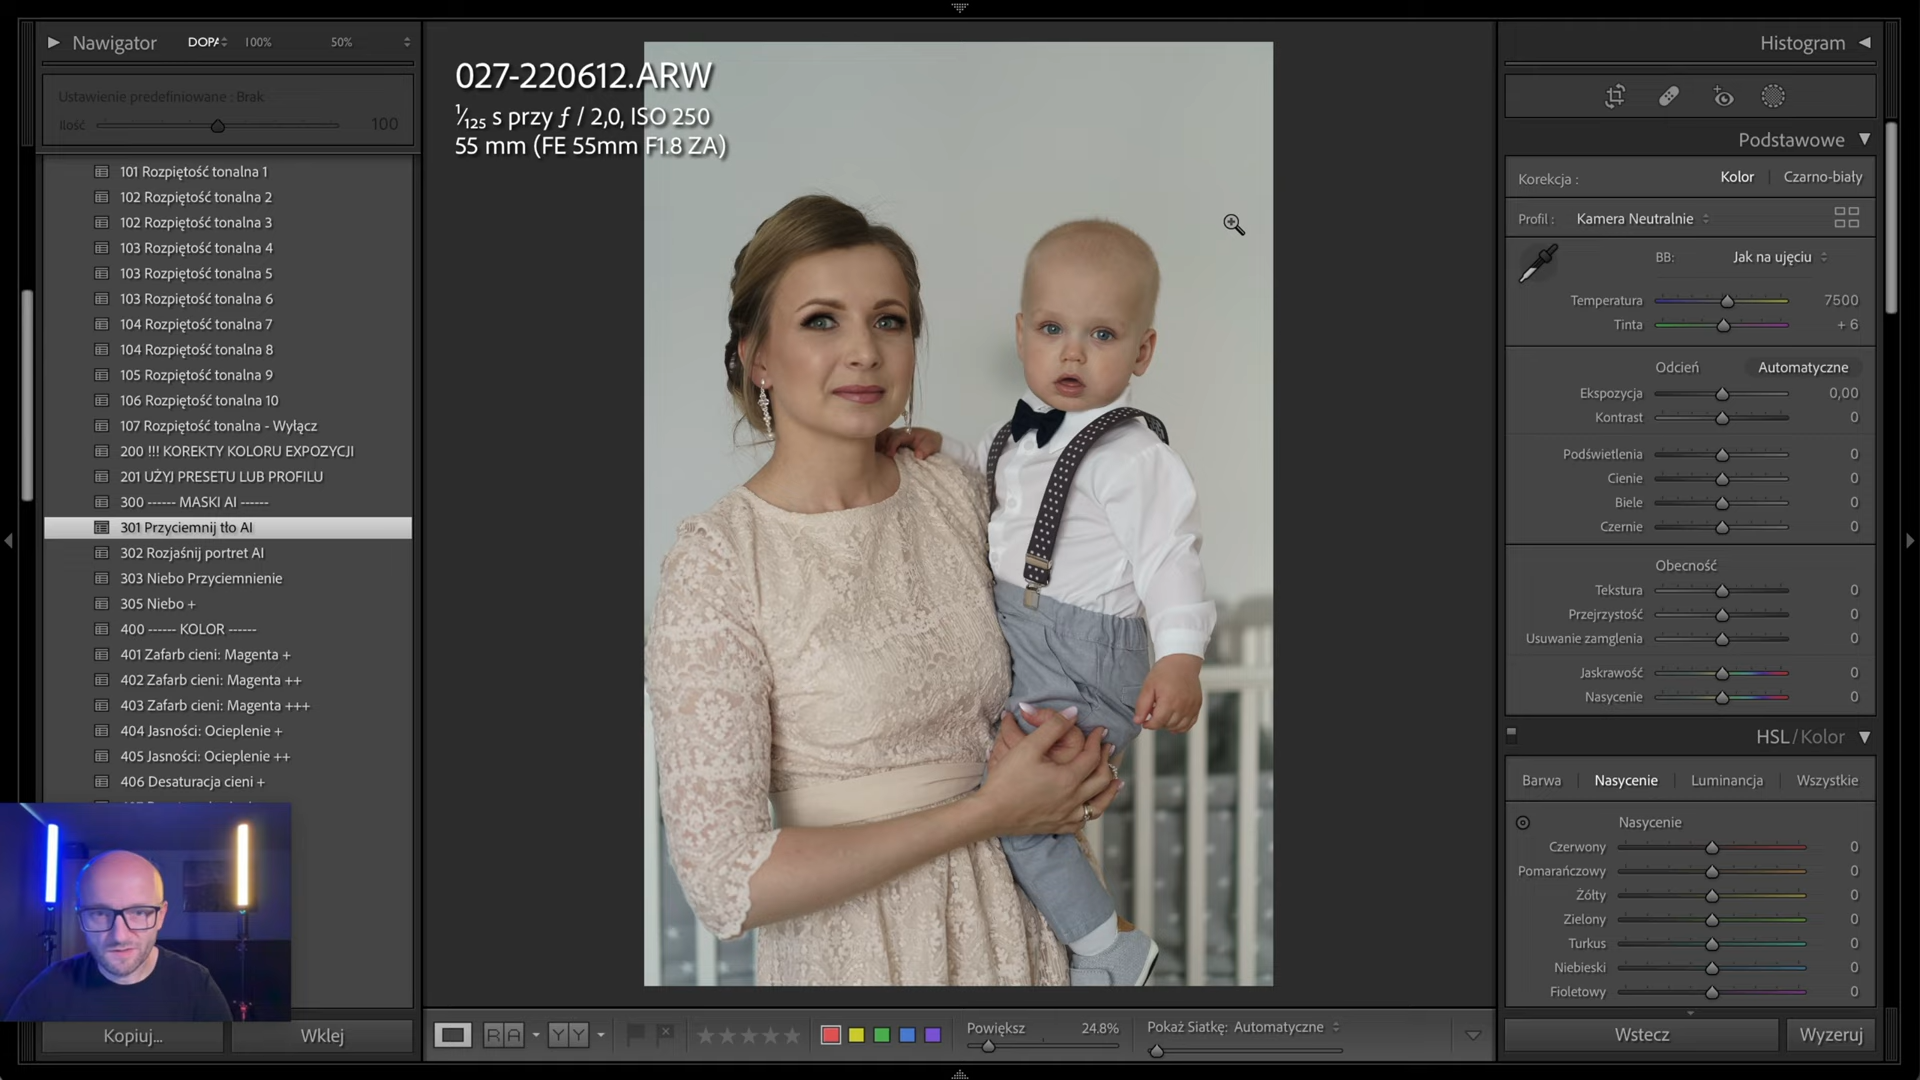 Nawigator DOPA 100% 50%
Ustawienie predefiniowane : Brak
Ilość 100
101 Rozpiętość tonalna 1
102 Rozpiętość tonalna 2
102 Rozpiętość tonalna 3
103 Rozpiętość tonalna 4
103 Rozpiętość tonalna 5
103 Rozpiętość tonalna 6
104 Rozpiętość tonalna 7
104 Rozpiętość tonalna 8
105 Rozpiętość tonalna 9
106 Rozpiętość tonalna 10
107 Rozpiętość tonalna - Wyłącz
200 !!! KOREKTY KOLORU EKSPOZYCJI
201 UŻYJ PRESETU LUB PROFILU
300 ------ MASKI AI ------
301 Przyciemnij tło AI
302 Rozjaśnij portret AI
303 Niebo Przyciemnienie
305 Niebo +
400 ------ KOLOR ------
401 Zafarb cieni: Magenta +
402 Zafarb cieni: Magenta ++
403 Zafarb cieni: Magenta +++
404 Jasności: Ocieplenie +
405 Jasności: Ocieplenie ++
406 Desaturacja cieni +
Kopiuj... Wklej
027-220612.ARW
1/125 s przy ƒ / 2,0, ISO 250
55 mm (FE 55mm F1.8 ZA)
R A Y Y Powiększ 24.8% Pokaż Siatkę: Automatyczne
Histogram
Podstawowe
Korekcja : Kolor Czarno-biały
Profil : Kamera Neutralnie
BB: Jak na ujęciu
Temperatura 7500
Tinta + 6
Odcień Automatyczne
Ekspozycja 0,00
Kontrast 0
Podświetlenia 0
Cienie 0
Biele 0
Czernie 0
Obecność
Tekstura 0
Przejrzystość 0
Usuwanie zamglenia 0
Jaskrawość 0
Nasycenie 0
HSL / Kolor
Barwa Nasycenie Luminancja Wszystkie
Nasycenie
Czerwony 0
Pomarańczowy 0
Żółty 0
Zielony 0
Turkus 0
Niebieski 0
Fioletowy 0
Wstecz Wyzeruj